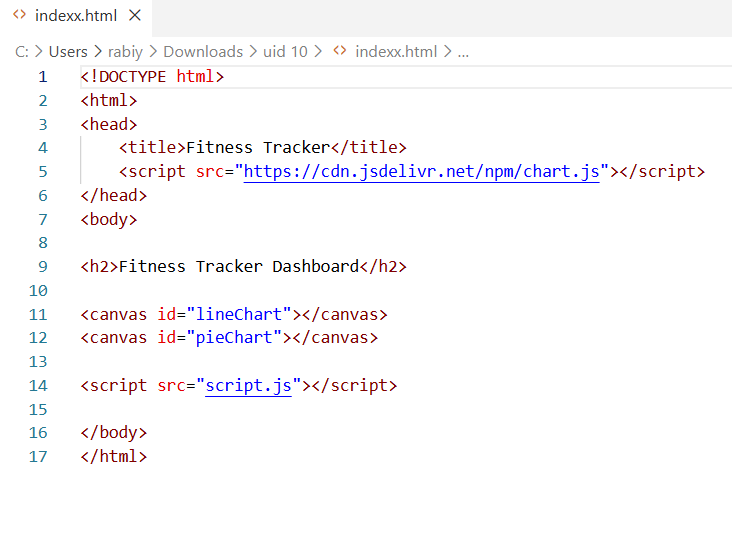 <> indexx.html ×
C: > Users > rabiy > Downloads > uid 10 > <> indexx.html > ...
1 <!DOCTYPE html>
2 <html>
3 <head>
4     <title>Fitness Tracker</title>
5     <script src="https://cdn.jsdelivr.net/npm/chart.js"></script>
6 </head>
7 <body>
8
9 <h2>Fitness Tracker Dashboard</h2>
10
11 <canvas id="lineChart"></canvas>
12 <canvas id="pieChart"></canvas>
13
14 <script src="script.js"></script>
15
16 </body>
17 </html>